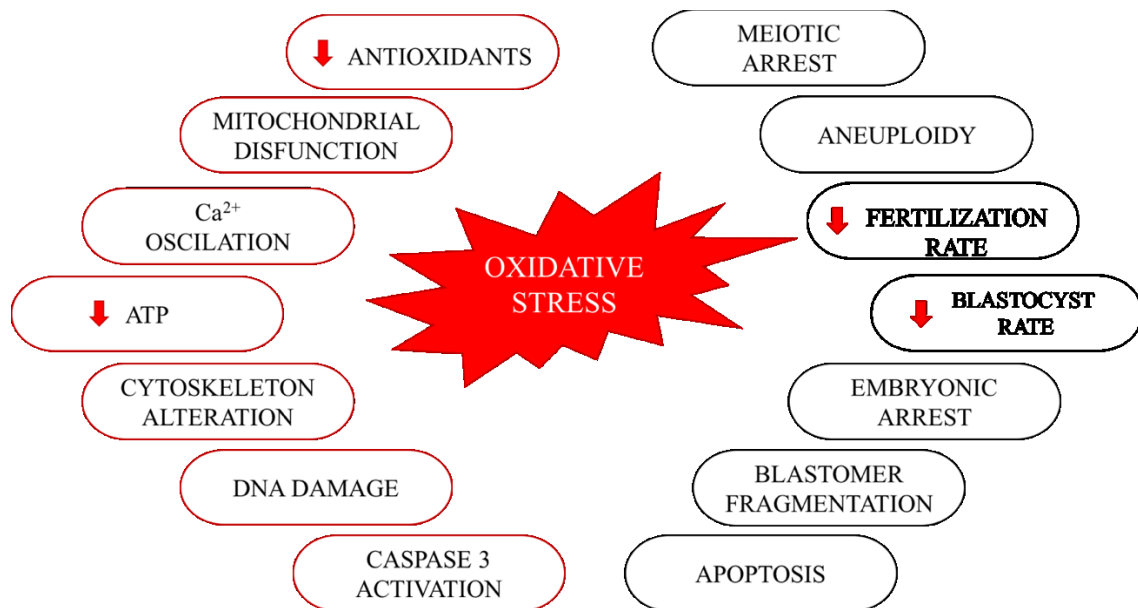 ANTIOXIDANTS
MITOCHONDRIAL
DISFUNCTION
Ca²⁺
OSCILATION
ATP
CYTOSKELETON
ALTERATION
DNA DAMAGE
CASPASE 3
ACTIVATION
OXIDATIVE
STRESS
MEIOTIC
ARREST
ANEUPLOIDY
FERTILIZATION
RATE
BLASTOCYST
RATE
EMBRYONIC
ARREST
BLASTOMER
FRAGMENTATION
APOPTOSIS